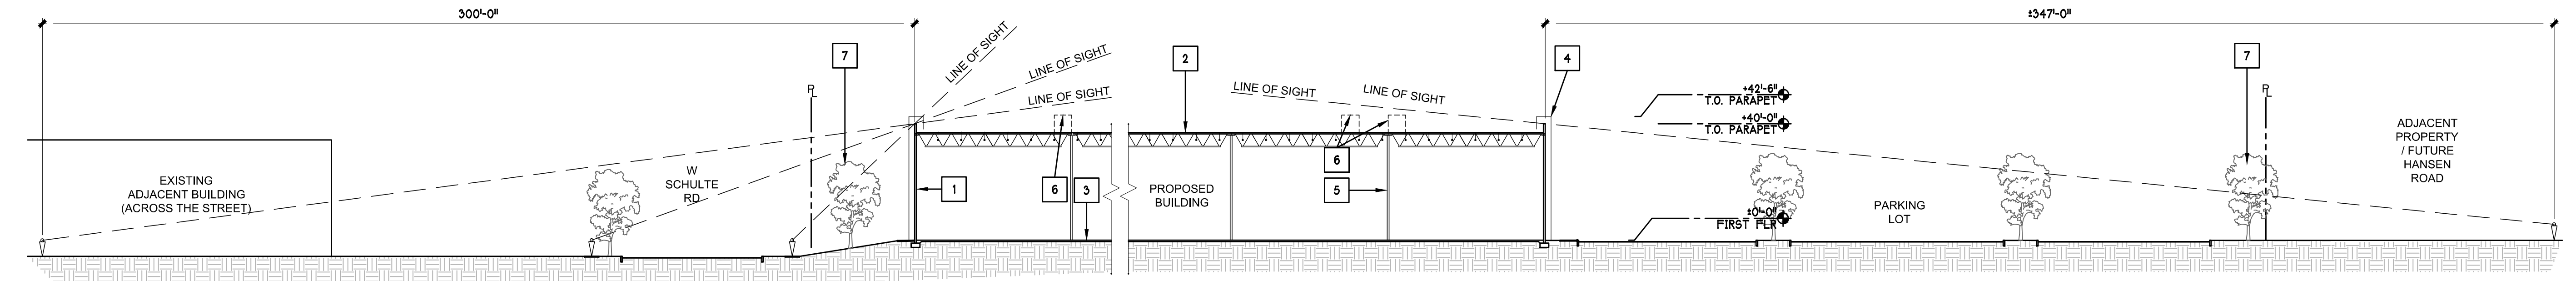 300'-0"
±347'-0"
LINE OF SIGHT
LINE OF SIGHT
LINE OF SIGHT
7
2
4
7
LINE OF SIGHT
LINE OF SIGHT
PL
PL
+42'-6"
T.O. PARAPET
+40'-0"
T.O. PARAPET
ADJACENT
PROPERTY
/ FUTURE
HANSEN
ROAD
EXISTING
ADJACENT BUILDING
(ACROSS THE STREET)
W
SCHULTE
RD
1
6
3
PROPOSED
BUILDING
6
5
±0'-0"
FIRST FLR
PARKING
LOT